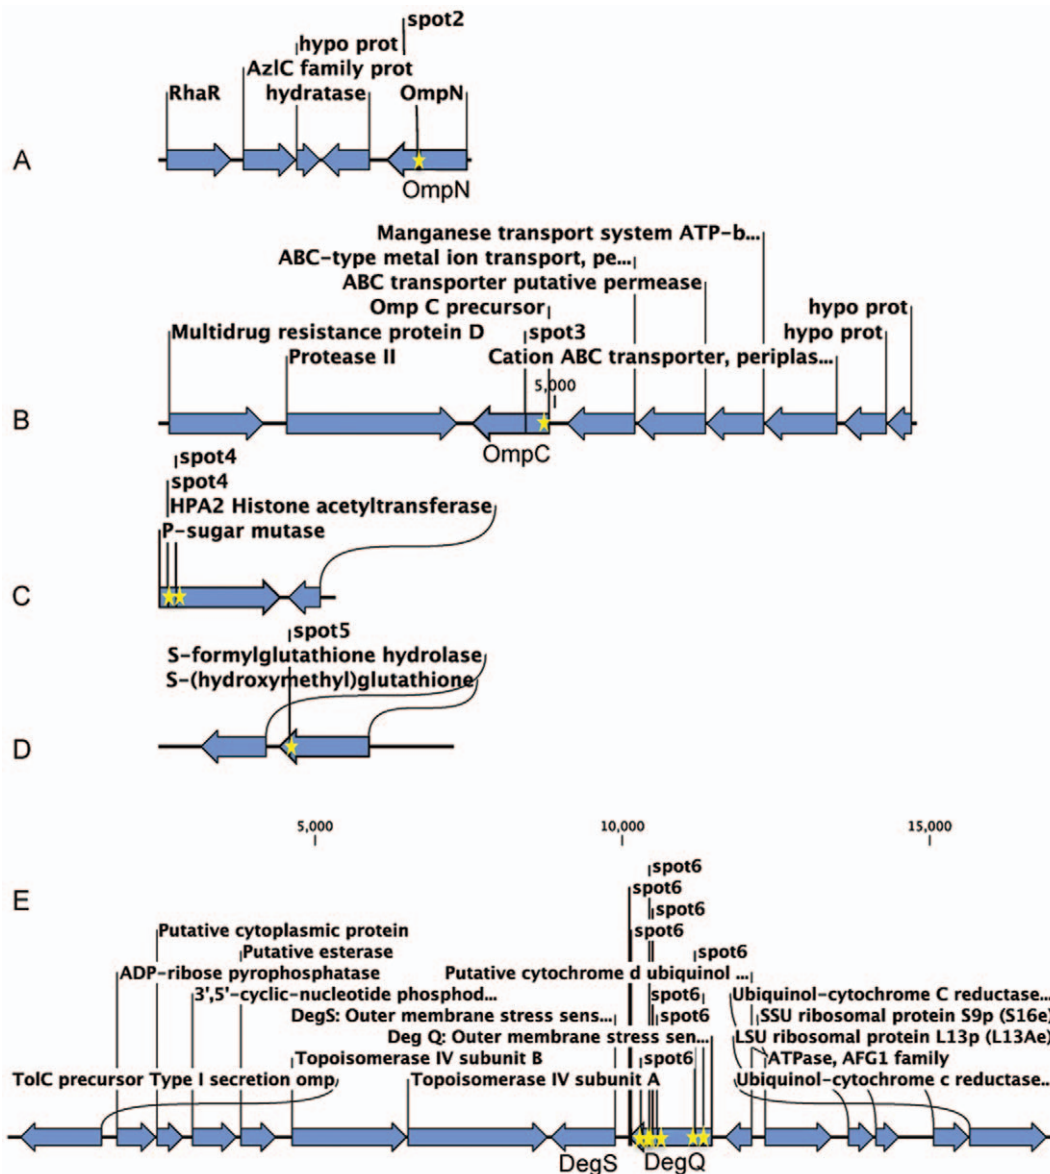 spot2
hypo prot
AzlC family prot
RhaR hydratase OmpN
A
OmpN
Manganese transport system ATP-b...
ABC-type metal ion transport, pe...
ABC transporter putative permease
Omp C precursor hypo prot
Multidrug resistance protein D spot3 hypo prot
Protease II Cation ABC transporter, periplas...
5,000
B
OmpC
spot4
spot4
HPA2 Histone acetyltransferase
P-sugar mutase
C
spot5
S-formylglutathione hydrolase
S-(hydroxymethyl)glutathione
D
5,000 10,000 15,000
spot6
E
spot6
spot6
Putative cytoplasmic protein spot6
Putative esterase spot6
ADP-ribose pyrophosphatase Putative cytochrome d ubiquinol ...
3',5'-cyclic-nucleotide phosphod... spot6 Ubiquinol-cytochrome C reductase...
DegS: Outer membrane stress sens... spot6 SSU ribosomal protein S9p (S16e)
Deg Q: Outer membrane stress sen... LSU ribosomal protein L13p (L13Ae)
Topoisomerase IV subunit B spot6 ATPase, AFG1 family
TolC precursor Type I secretion omp Topoisomerase IV subunit A Ubiquinol-cytochrome c reductase...
DegS DegQ